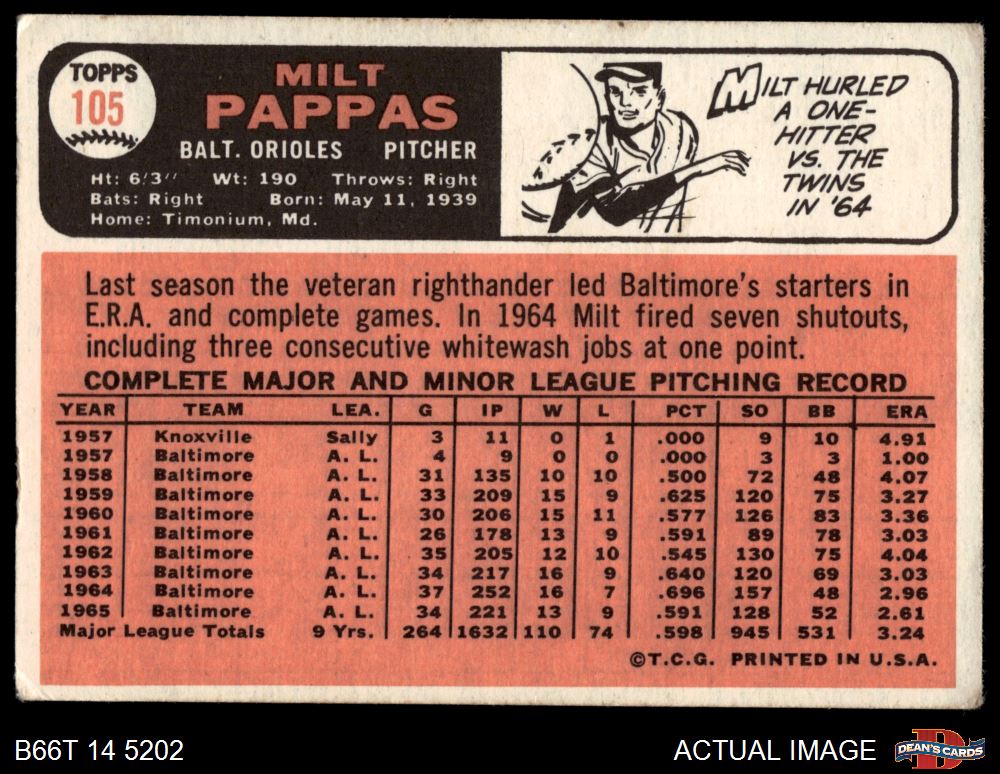 TOPPS
105
MILT
PAPPAS
BALT. ORIOLES PITCHER
Ht: 6'3" Wt: 190 Throws: Right
Bats: Right Born: May 11, 1939
Home: Timonium, Md.
MILT HURLED
A ONE-
HITTER
VS. THE
TWINS
IN '64
Last season the veteran righthander led Baltimore's starters in
E.R.A. and complete games. In 1964 Milt fired seven shutouts,
including three consecutive whitewash jobs at one point.
COMPLETE MAJOR AND MINOR LEAGUE PITCHING RECORD
YEAR TEAM LEA. G IP W L PCT SO BB ERA
1957 Knoxville Sally 3 11 0 1 .000 9 10 4.91
1957 Baltimore A. L. 4 9 0 0 .000 3 3 1.00
1958 Baltimore A. L. 31 135 10 10 .500 72 48 4.07
1959 Baltimore A. L. 33 209 15 9 .625 120 75 3.27
1960 Baltimore A. L. 30 206 15 11 .577 126 83 3.36
1961 Baltimore A. L. 26 178 13 9 .591 89 78 3.03
1962 Baltimore A. L. 35 205 12 10 .545 130 75 4.04
1963 Baltimore A. L. 34 217 16 9 .640 120 69 3.03
1964 Baltimore A. L. 37 252 16 7 .696 157 48 2.96
1965 Baltimore A. L. 34 221 13 9 .591 128 52 2.61
Major League Totals 9 Yrs. 264 1632 110 74 .598 945 531 3.24
©T.C.G. PRINTED IN U.S.A.
B66T 14 5202 ACTUAL IMAGE DEAN'S CARDS